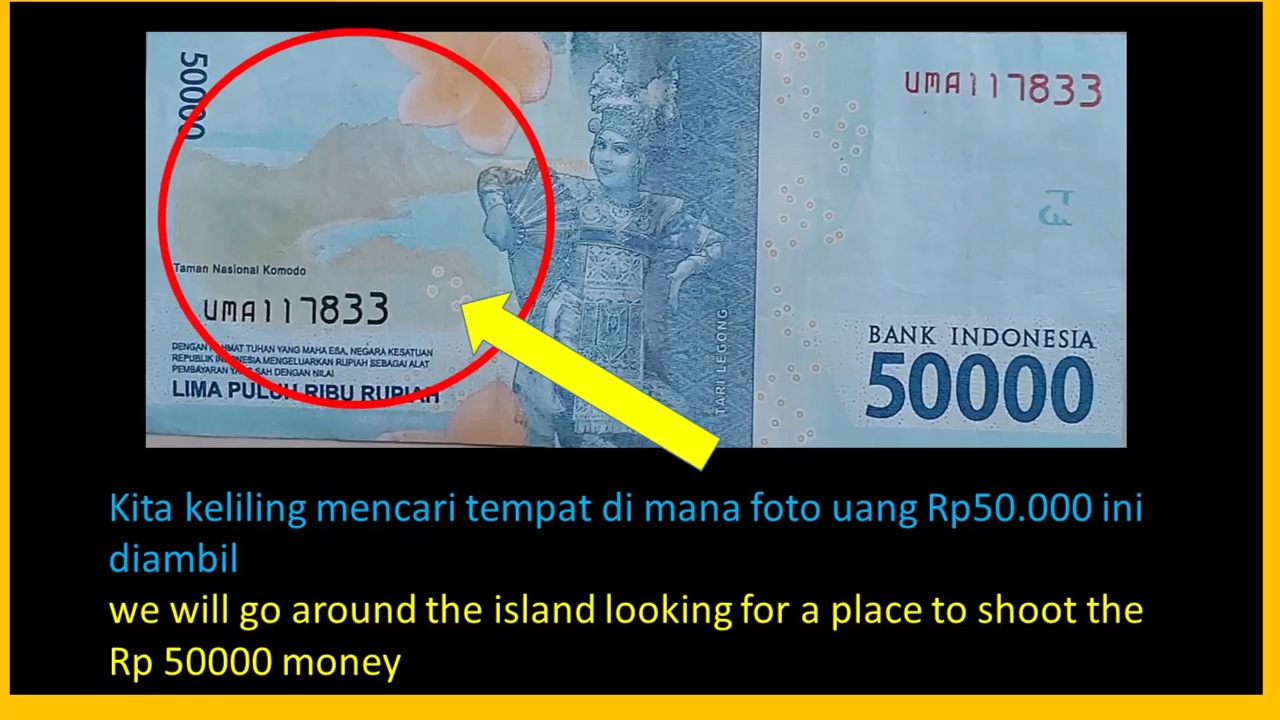 50000
UMA117833
Taman Nasional Komodo
UMA117833
DENGAN RAHMAT TUHAN YANG MAHA ESA, NEGARA KESATUAN
REPUBLIK INDONESIA MENGELUARKAN RUPIAH SEBAGAI ALAT
PEMBAYARAN YANG SAH DENGAN NILAI
LIMA PULUH RIBU RUPIAH
TARI LEGONG
BANK INDONESIA
50000
Kita keliling mencari tempat di mana foto uang Rp50.000 ini
diambil
we will go around the island looking for a place to shoot the
Rp 50000 money